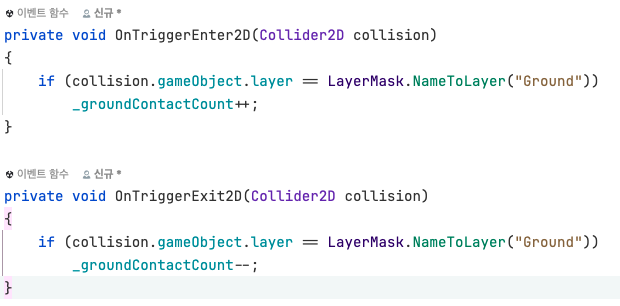 이벤트 함수 신규 *
private void OnTriggerEnter2D(Collider2D collision)
{
    if (collision.gameObject.layer == LayerMask.NameToLayer("Ground"))
        _groundContactCount++;
}
이벤트 함수 신규 *
private void OnTriggerExit2D(Collider2D collision)
{
    if (collision.gameObject.layer == LayerMask.NameToLayer("Ground"))
        _groundContactCount--;
}